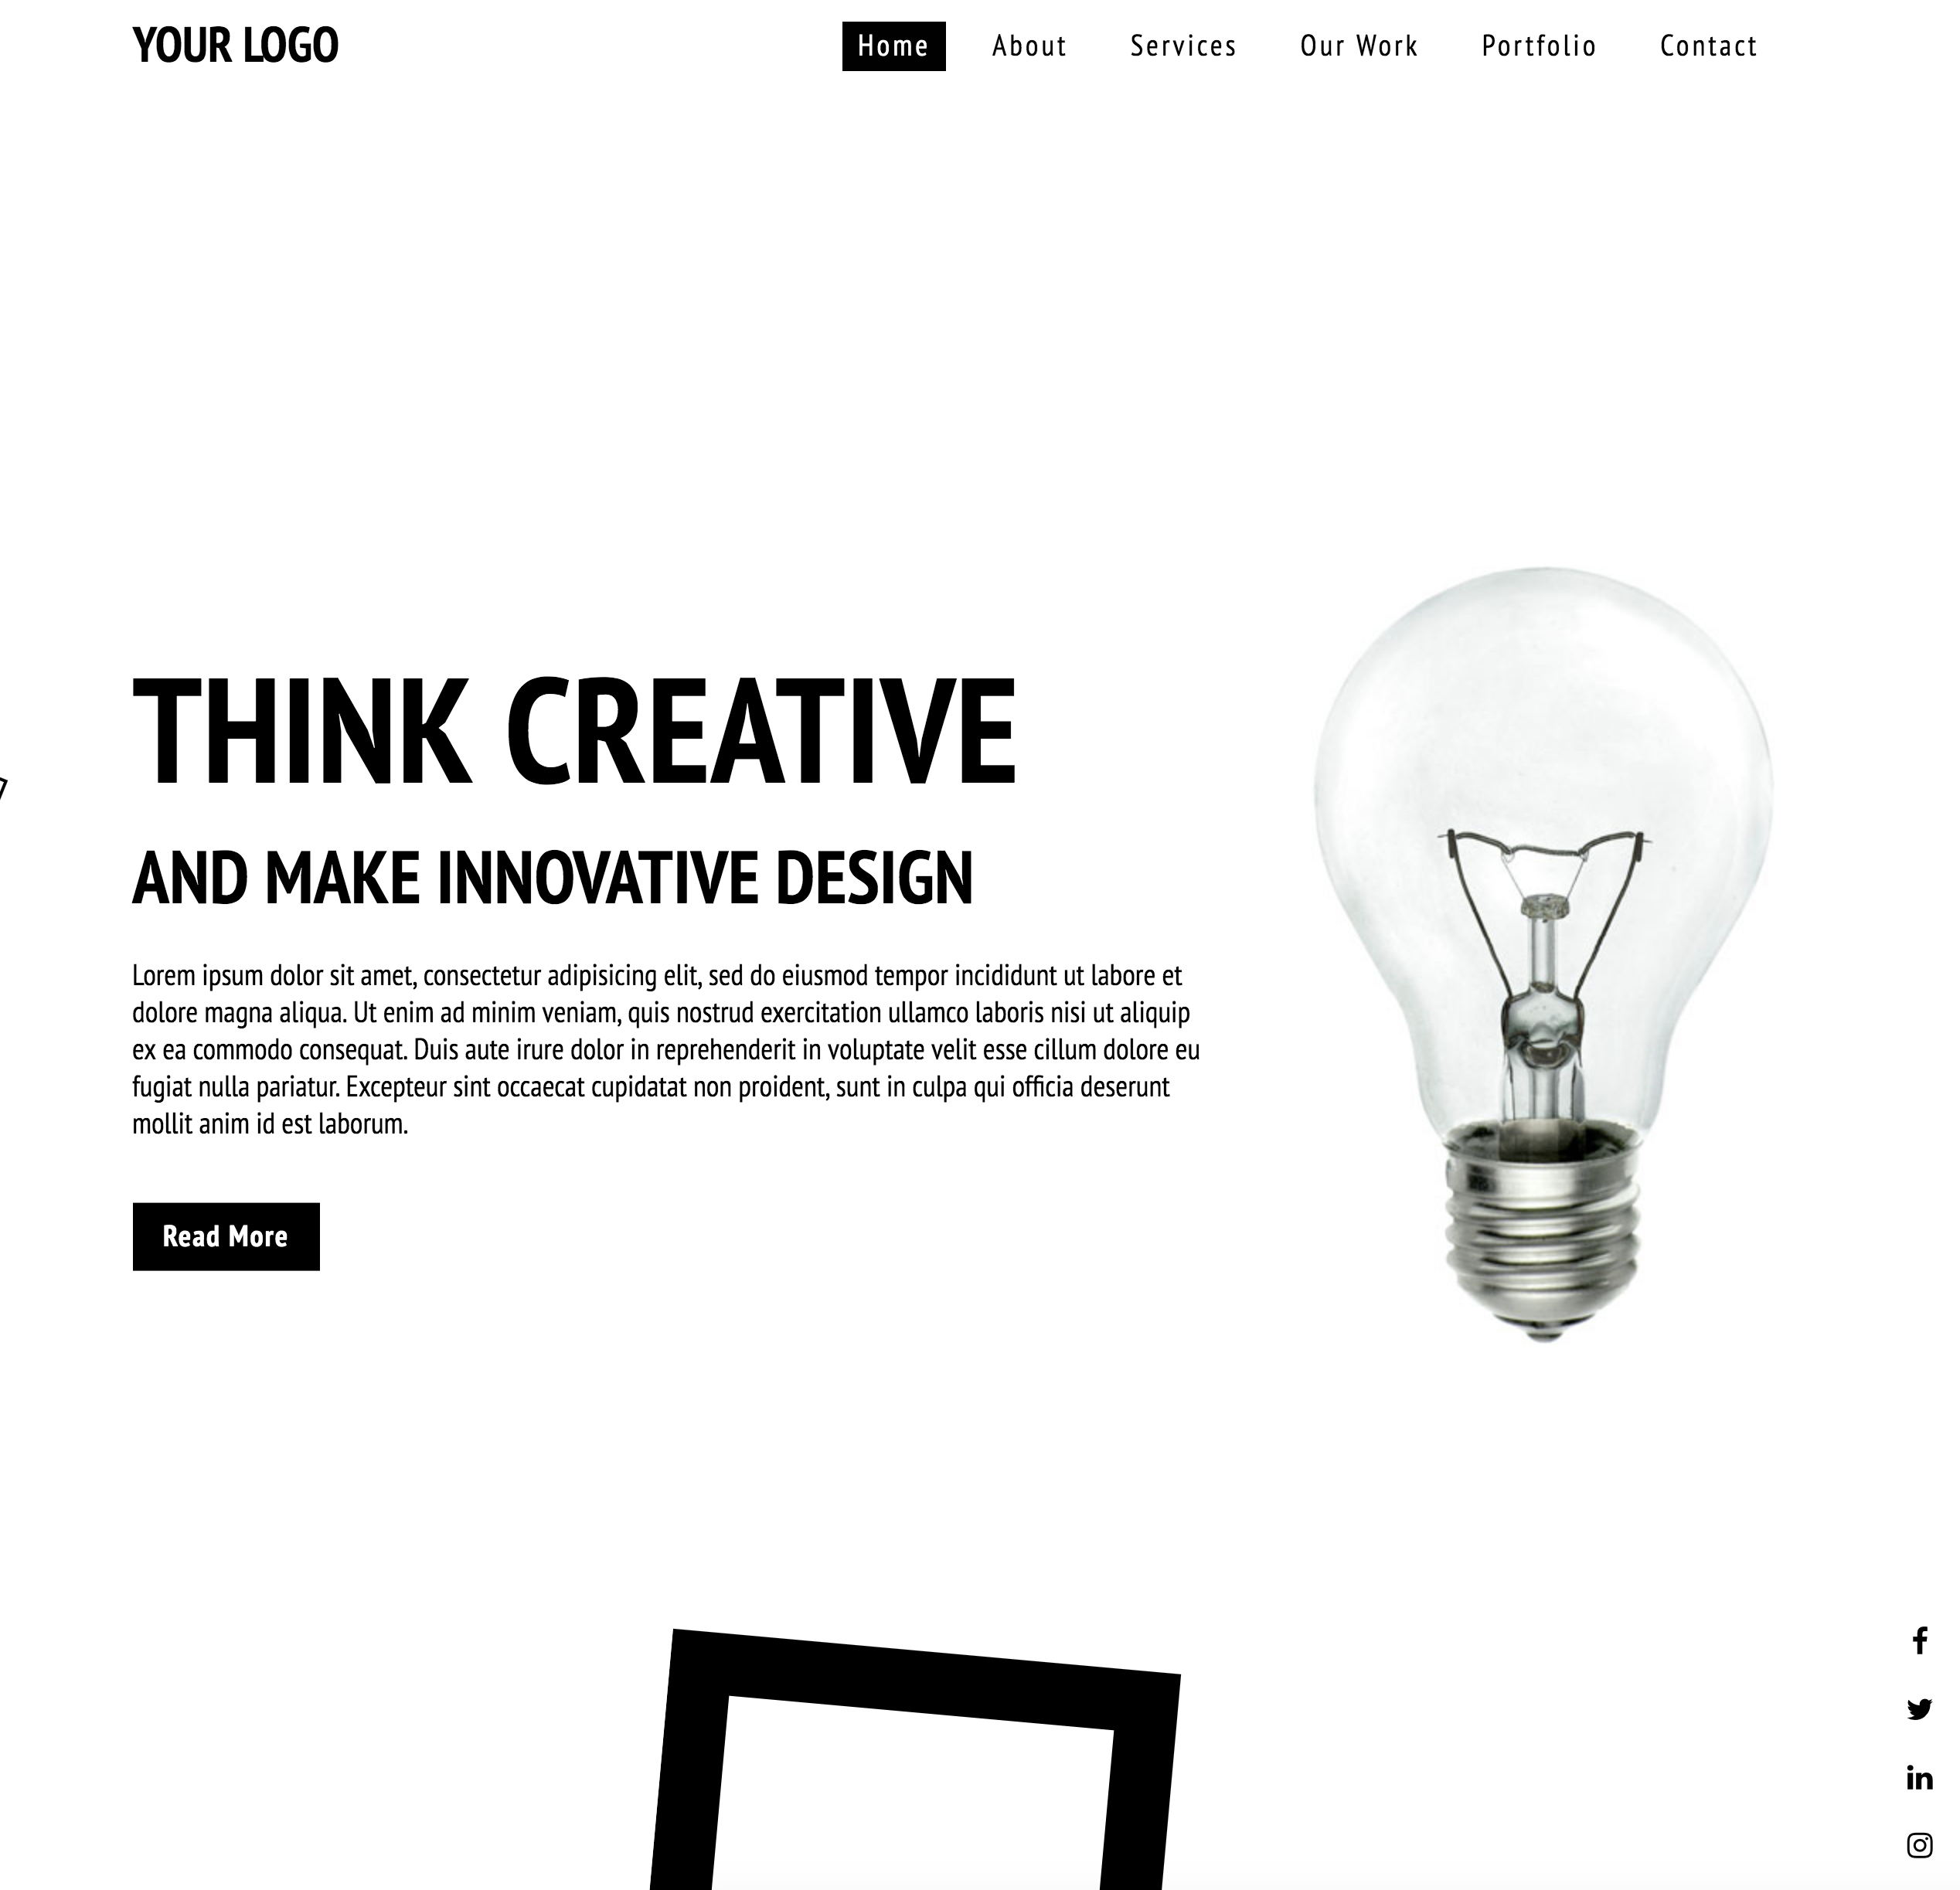 YOUR LOGO
Home About Services Our Work Portfolio Contact
THINK CREATIVE
AND MAKE INNOVATIVE DESIGN
Lorem ipsum dolor sit amet, consectetur adipisicing elit, sed do eiusmod tempor incididunt ut labore et
dolore magna aliqua. Ut enim ad minim veniam, quis nostrud exercitation ullamco laboris nisi ut aliquip
ex ea commodo consequat. Duis aute irure dolor in reprehenderit in voluptate velit esse cillum dolore eu
fugiat nulla pariatur. Excepteur sint occaecat cupidatat non proident, sunt in culpa qui officia deserunt
mollit anim id est laborum.
Read More